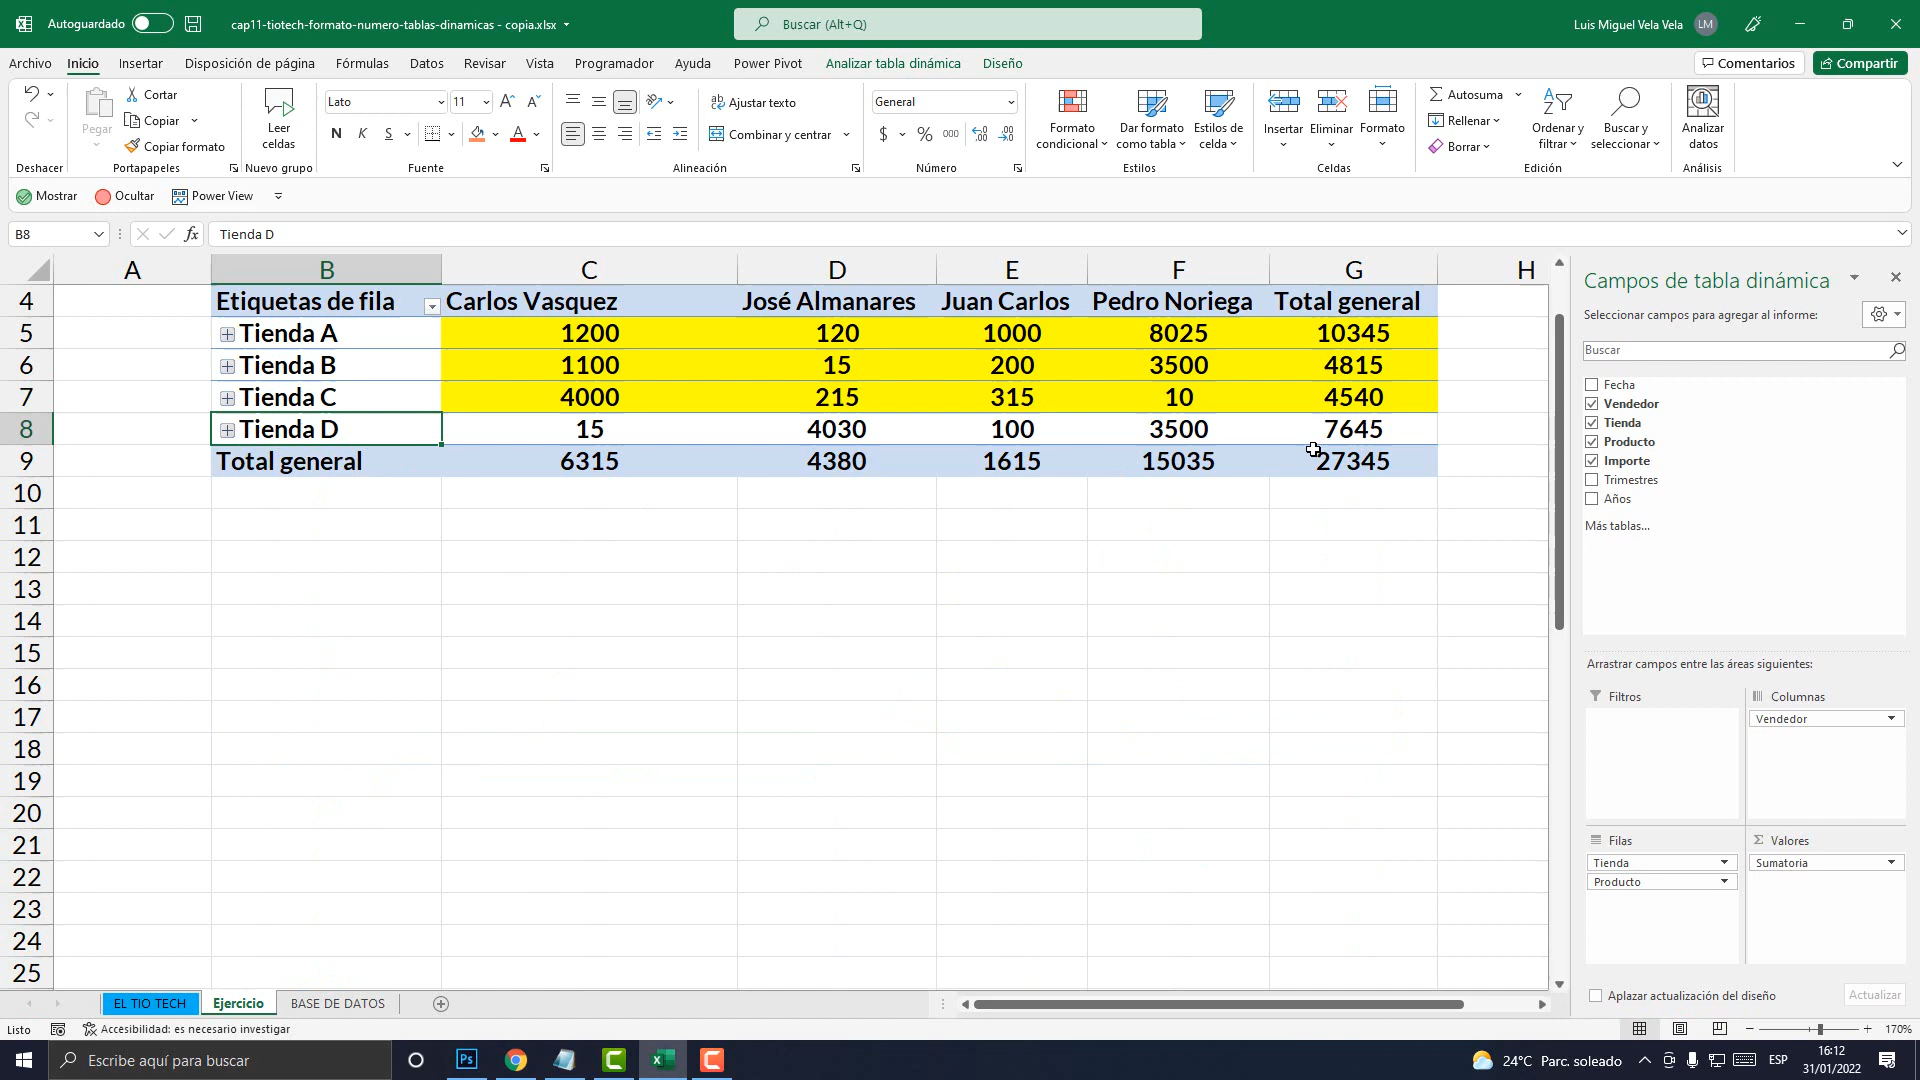 Autoguardado cap11-tiotech-formato-numero-tablas-dinamicas - copia.xlsx Buscar (Alt+Q) Luis Miguel Vela Vela LM
Archivo Inicio Insertar Disposición de página Fórmulas Datos Revisar Vista Programador Ayuda Power Pivot Analizar tabla dinámica Diseño Comentarios Compartir
Pegar Cortar
Copiar
Copiar formato
Leer celdas
Lato 11
N K S A
Ajustar texto
Combinar y centrar
General
$ % 000
Formato condicional
Dar formato como tabla
Estilos de celda
Insertar Eliminar Formato
Autosuma
Rellenar
Borrar
Ordenar y filtrar
Buscar y seleccionar
Analizar datos
Deshacer Portapapeles Nuevo grupo Fuente Alineación Número Estilos Celdas Edición Análisis
Mostrar Ocultar Power View
B8 fx Tienda D
A B C D E F G H
4 Etiquetas de fila Carlos Vasquez José Almanares Juan Carlos Pedro Noriega Total general
5 Tienda A 1200 120 1000 8025 10345
6 Tienda B 1100 15 200 3500 4815
7 Tienda C 4000 215 315 10 4540
8 Tienda D 15 4030 100 3500 7645
9 Total general 6315 4380 1615 15035 27345
10
11
12
13
14
15
16
17
18
19
20
21
22
23
24
25
Campos de tabla dinámica
Seleccionar campos para agregar al informe:
Buscar
Fecha
Vendedor
Tienda
Producto
Importe
Trimestres
Años
Más tablas...
Arrastrar campos entre las áreas siguientes:
Filtros Columnas
Vendedor
Filas Σ Valores
Tienda Sumatoria
Producto
Aplazar actualización del diseño Actualizar
EL TIO TECH Ejercicio BASE DE DATOS
Listo Accesibilidad: es necesario investigar 170%
Escribe aquí para buscar Ps 24°C Parc. soleado ESP 16:12
31/01/2022